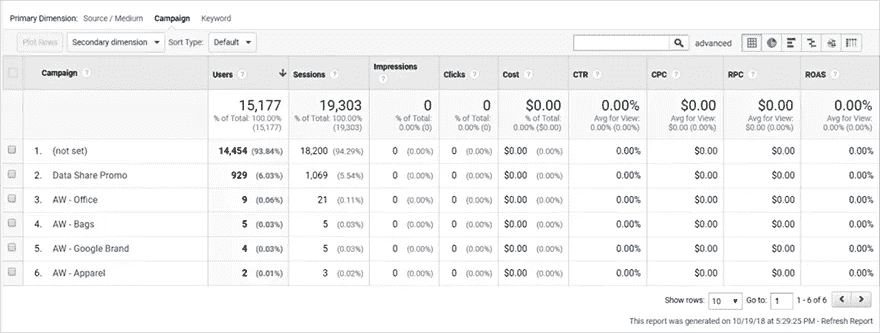 Primary Dimension: Source / Medium Campaign Keyword
Plot Rows Secondary dimension Sort Type: Default advanced
Campaign ? Users ? Sessions ? Impressions ? Clicks ? Cost ? CTR ? CPC ? RPC ? ROAS ?
15,177 19,303 0 0 $0.00 0.00% $0.00 $0.00 0.00%
% of Total: 100.00% % of Total: 100.00% % of Total: % of Total: % of Total: Avg for View: Avg for View: Avg for View: Avg for View:
(15,177) (19,303) 0.00% (0) 0.00% (0) 0.00% ($0.00) 0.00% (0.00%) $0.00 (0.00%) $0.00 (0.00%) 0.00% (0.00%)
1. (not set) 14,454 (93.84%) 18,200 (94.29%) 0 (0.00%) 0 (0.00%) $0.00 (0.00%) 0.00% $0.00 $0.00 0.00%
2. Data Share Promo 929 (6.03%) 1,069 (5.54%) 0 (0.00%) 0 (0.00%) $0.00 (0.00%) 0.00% $0.00 $0.00 0.00%
3. AW - Office 9 (0.06%) 21 (0.11%) 0 (0.00%) 0 (0.00%) $0.00 (0.00%) 0.00% $0.00 $0.00 0.00%
4. AW - Bags 5 (0.03%) 5 (0.03%) 0 (0.00%) 0 (0.00%) $0.00 (0.00%) 0.00% $0.00 $0.00 0.00%
5. AW - Google Brand 4 (0.03%) 5 (0.03%) 0 (0.00%) 0 (0.00%) $0.00 (0.00%) 0.00% $0.00 $0.00 0.00%
6. AW - Apparel 2 (0.01%) 3 (0.02%) 0 (0.00%) 0 (0.00%) $0.00 (0.00%) 0.00% $0.00 $0.00 0.00%
Show rows: 10 Go to: 1 1 - 6 of 6
This report was generated on 10/19/18 at 5:29:25 PM - Refresh Report